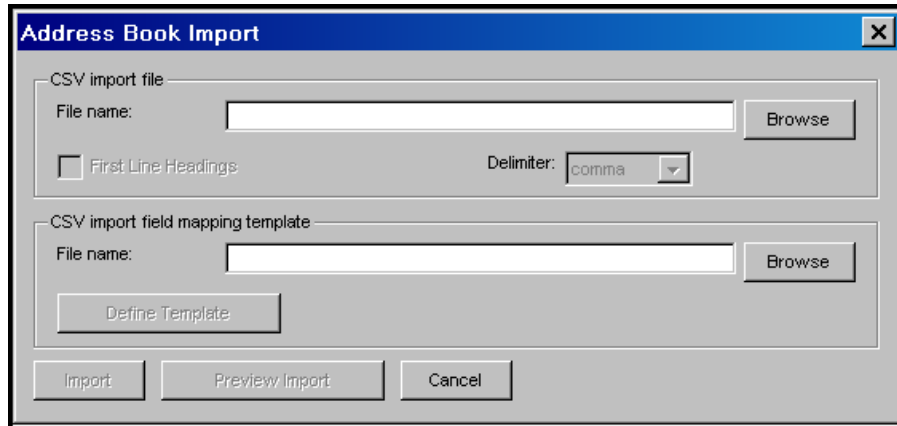 Address Book Import
CSV import file
File name:
Browse
First Line Headings
Delimiter:
comma
CSV import field mapping template
File name:
Browse
Define Template
Import
Preview Import
Cancel